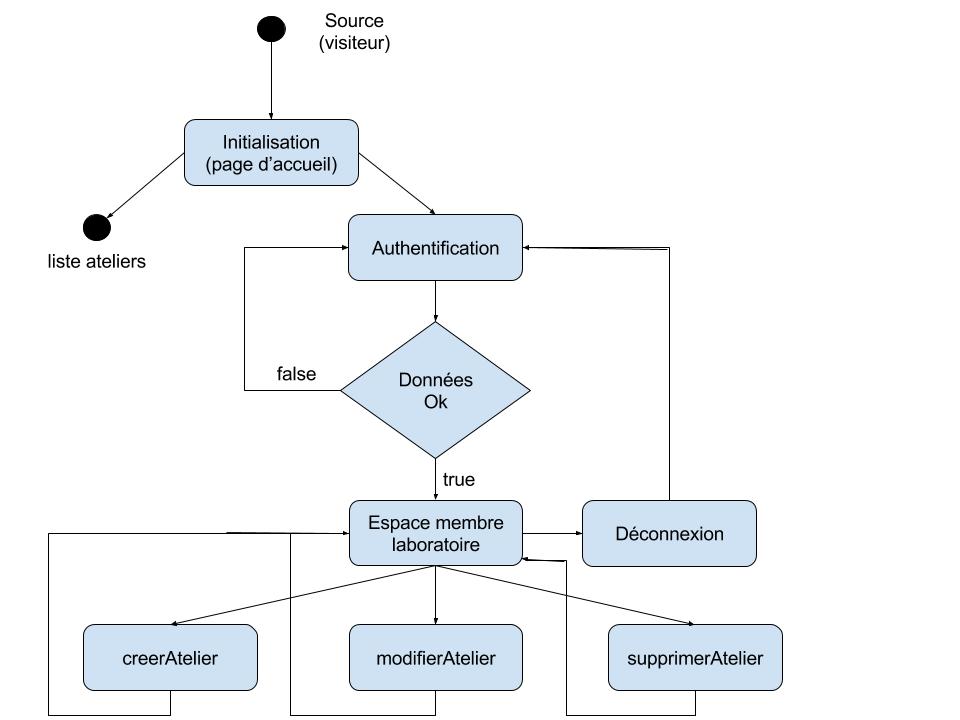 Source
(visiteur)
Initialisation
(page d’accueil)
liste ateliers
Authentification
false
Données
Ok
true
Espace membre
laboratoire
Déconnexion
creerAtelier
modifierAtelier
supprimerAtelier